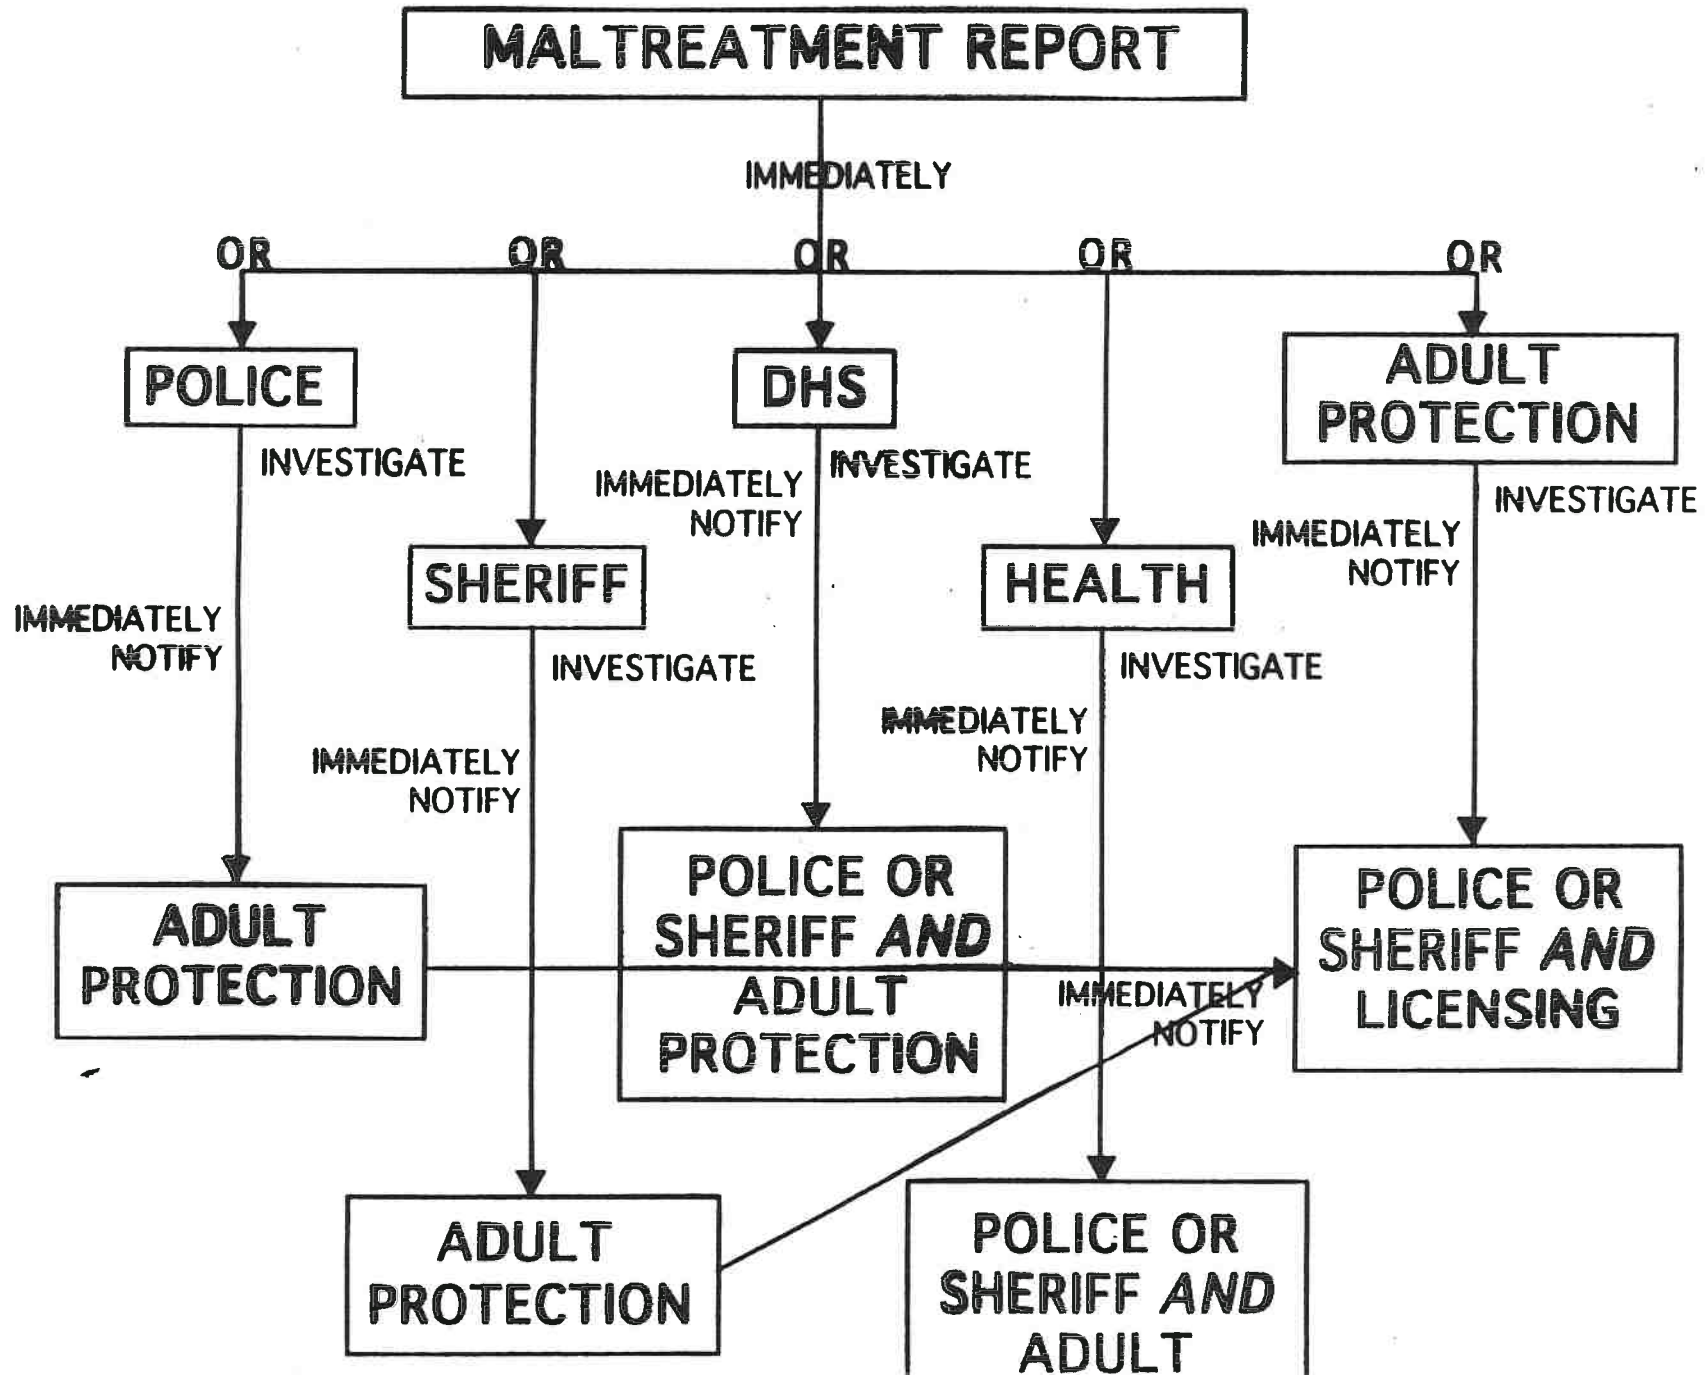 MALTREATMENT REPORT
IMMEDIATELY
OR
OR
OR
OR
OR
POLICE
DHS
ADULT
PROTECTION
INVESTIGATE
IMMEDIATELY
NOTIFY
INVESTIGATE
IMMEDIATELY
NOTIFY
INVESTIGATE
SHERIFF
HEALTH
IMMEDIATELY
NOTIFY
INVESTIGATE
INVESTIGATE
IMMEDIATELY
NOTIFY
IMMEDIATELY
NOTIFY
ADULT
PROTECTION
POLICE OR
SHERIFF AND
ADULT
PROTECTION
IMMEDIATELY
NOTIFY
POLICE OR
SHERIFF AND
LICENSING
ADULT
PROTECTION
POLICE OR
SHERIFF AND
ADULT